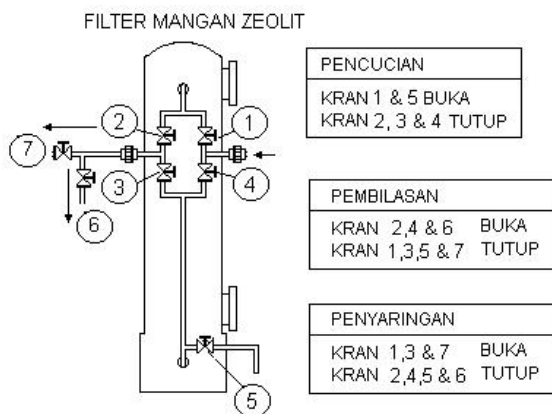 FILTER MANGAN ZEOLIT
PENCUCIAN
KRAN 1 & 5 BUKA
KRAN 2, 3 & 4 TUTUP
2
1
7
3
4
6
5
PEMBILASAN
KRAN 2,4 & 6 BUKA
KRAN 1,3,5 & 7 TUTUP
PENYARINGAN
KRAN 1,3 & 7 BUKA
KRAN 2,4,5 & 6 TUTUP